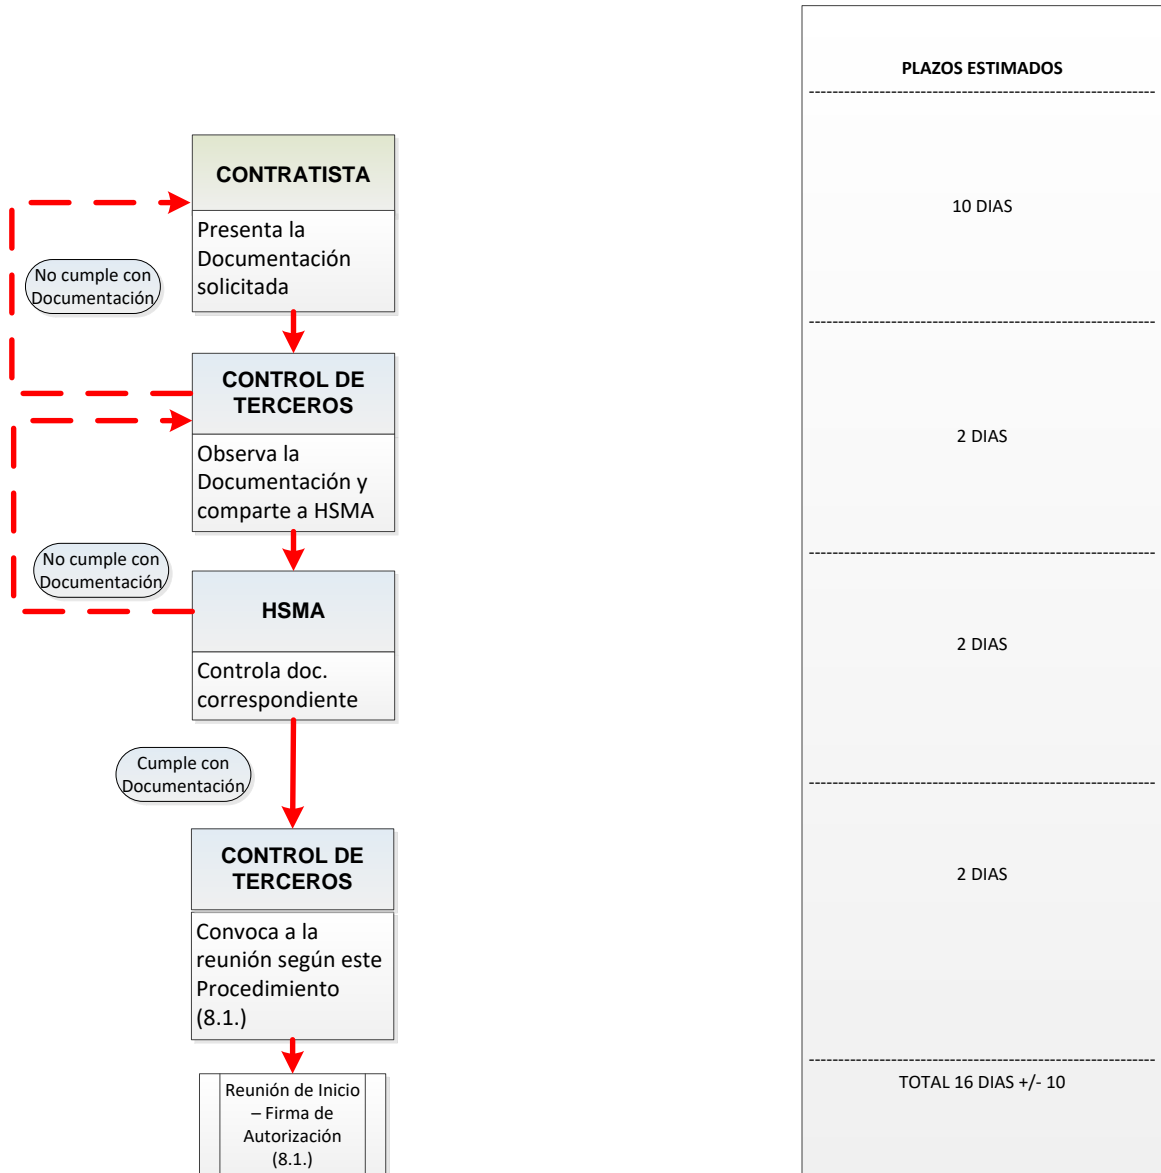 CONTRATISTA
Presenta la
Documentación
solicitada
No cumple con
Documentación
CONTROL DE
TERCEROS
Observa la
Documentación y
comparte a HSMA
No cumple con
Documentación
HSMA
Controla doc.
correspondiente
Cumple con
Documentación
CONTROL DE
TERCEROS
Convoca a la
reunión según este
Procedimiento
(8.1.)
Reunión de Inicio
– Firma de
Autorización
(8.1.)
PLAZOS ESTIMADOS
10 DIAS
2 DIAS
2 DIAS
2 DIAS
TOTAL 16 DIAS +/- 10